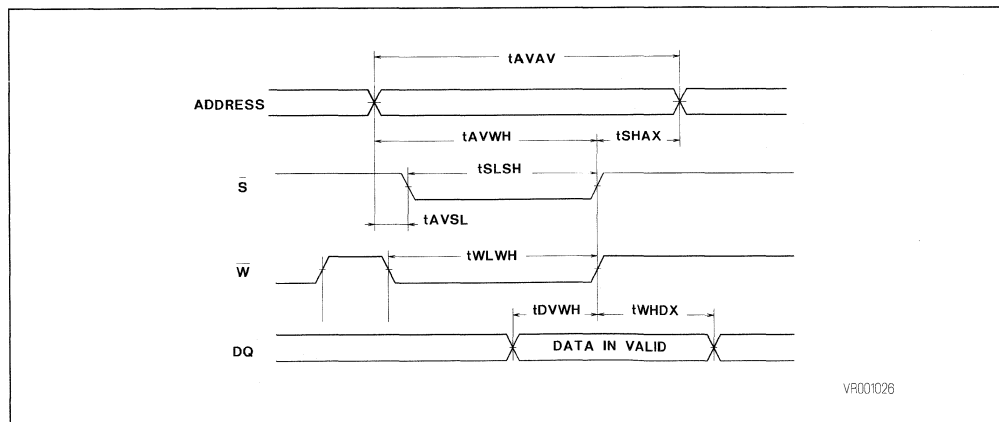 tAVAV
ADDRESS
tAVWH
tSHAX
S̅
tSLSH
tAVSL
W̅
tWLWH
tDVWH
tWHDX
DQ
DATA IN VALID
VR001026